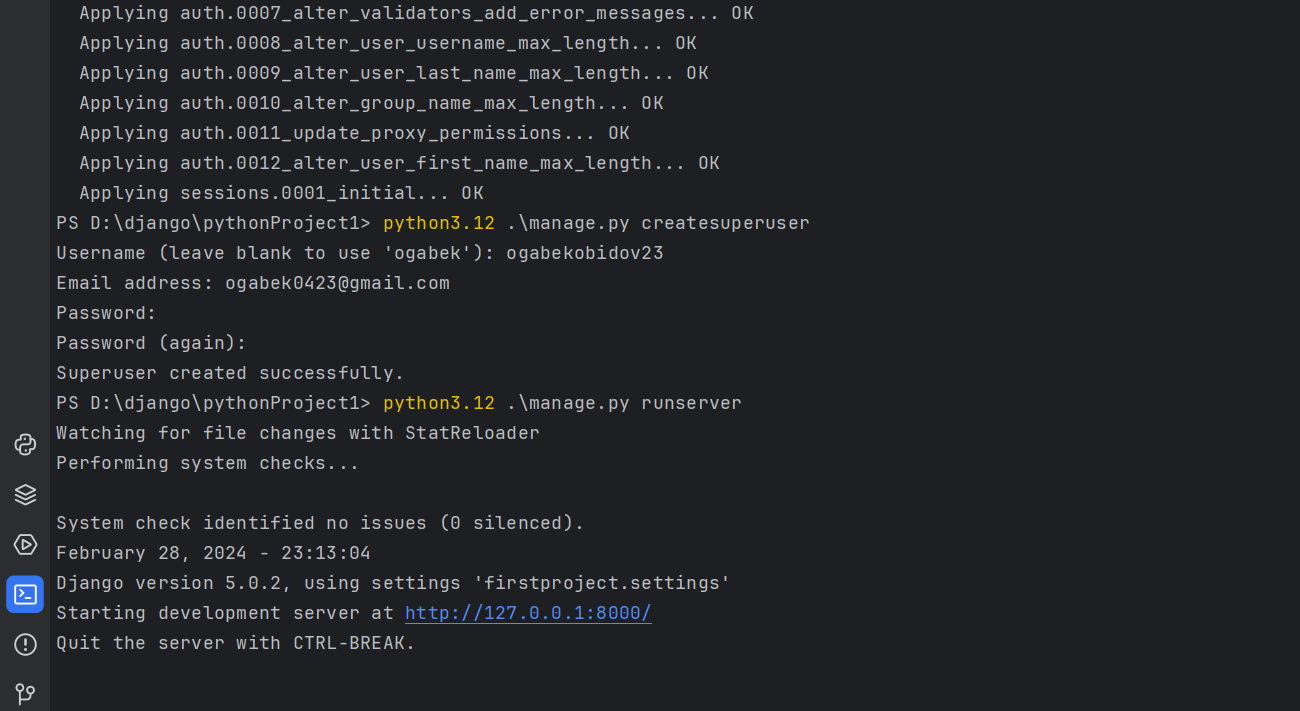 Applying auth.0007_alter_validators_add_error_messages... OK
Applying auth.0008_alter_user_username_max_length... OK
Applying auth.0009_alter_user_last_name_max_length... OK
Applying auth.0010_alter_group_name_max_length... OK
Applying auth.0011_update_proxy_permissions... OK
Applying auth.0012_alter_user_first_name_max_length... OK
Applying sessions.0001_initial... OK
PS D:\django\pythonProject1> python3.12 .\manage.py createsuperuser
Username (leave blank to use 'ogabek'): ogabekobidov23
Email address: ogabek0423@gmail.com
Password:
Password (again):
Superuser created successfully.
PS D:\django\pythonProject1> python3.12 .\manage.py runserver
Watching for file changes with StatReloader
Performing system checks...
System check identified no issues (0 silenced).
February 28, 2024 - 23:13:04
Django version 5.0.2, using settings 'firstproject.settings'
Starting development server at http://127.0.0.1:8000/
Quit the server with CTRL-BREAK.